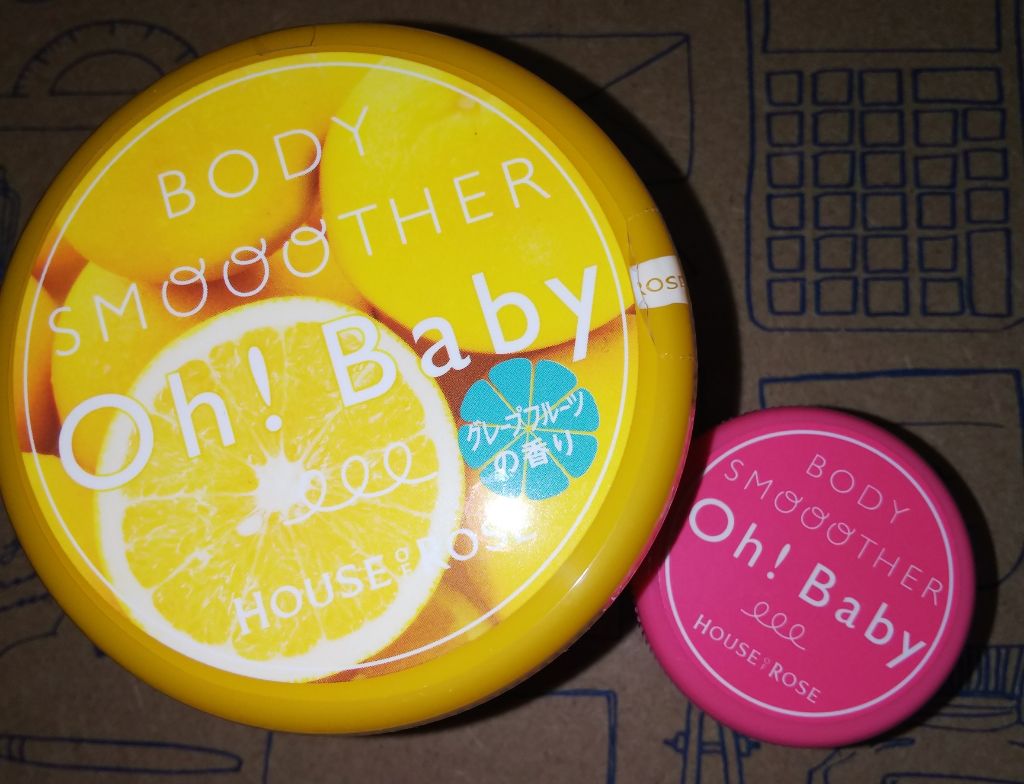 BODY
SMOOOTHER
Oh! Baby
グレープフルーツ
の香り
HOUSE OF ROSE
ROSE
BODY
SMOOOTHER
Oh! Baby
HOUSE OF ROSE